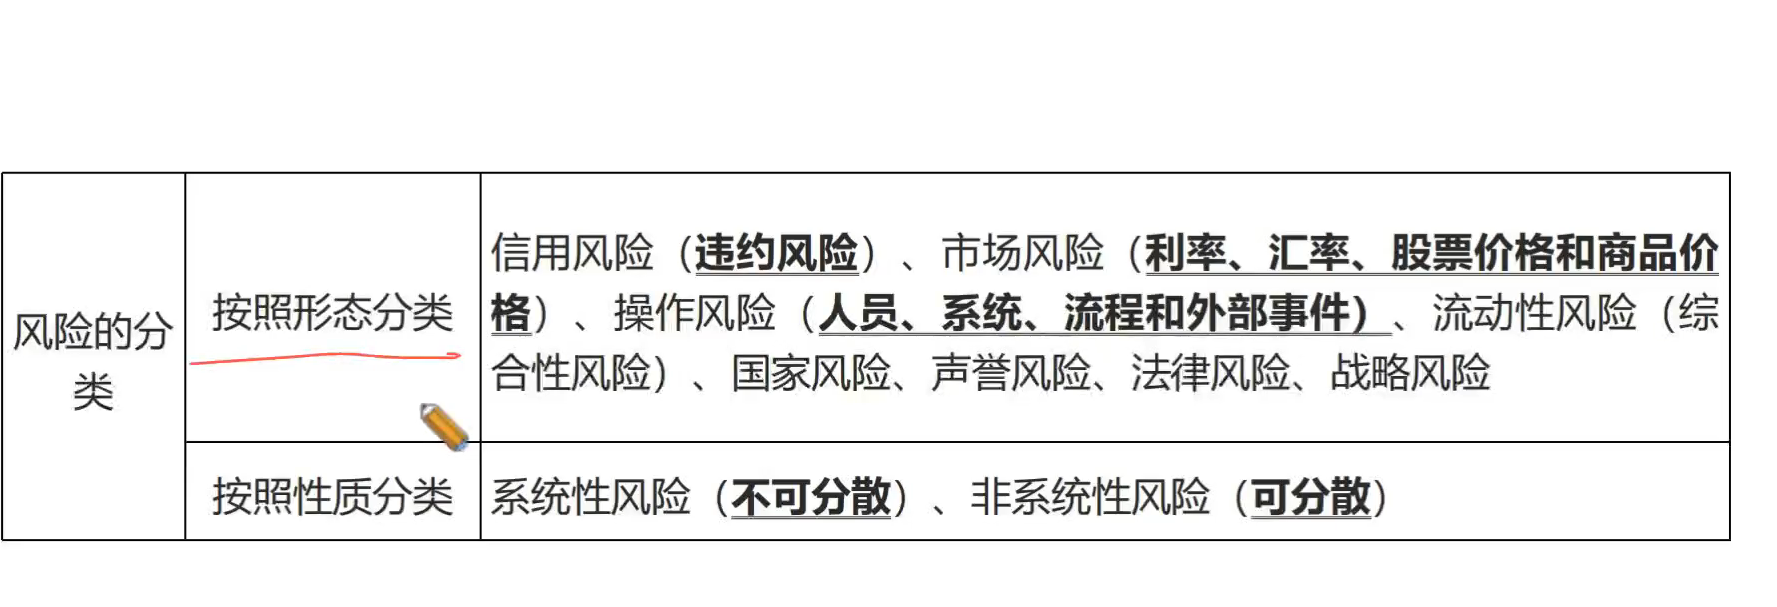 风险的分
类
按照形态分类
信用风险（违约风险）、市场风险（利率、汇率、股票价格和商品价
格）、操作风险（人员、系统、流程和外部事件）、流动性风险（综
合性风险）、国家风险、声誉风险、法律风险、战略风险
按照性质分类
系统性风险（不可分散）、非系统性风险（可分散）